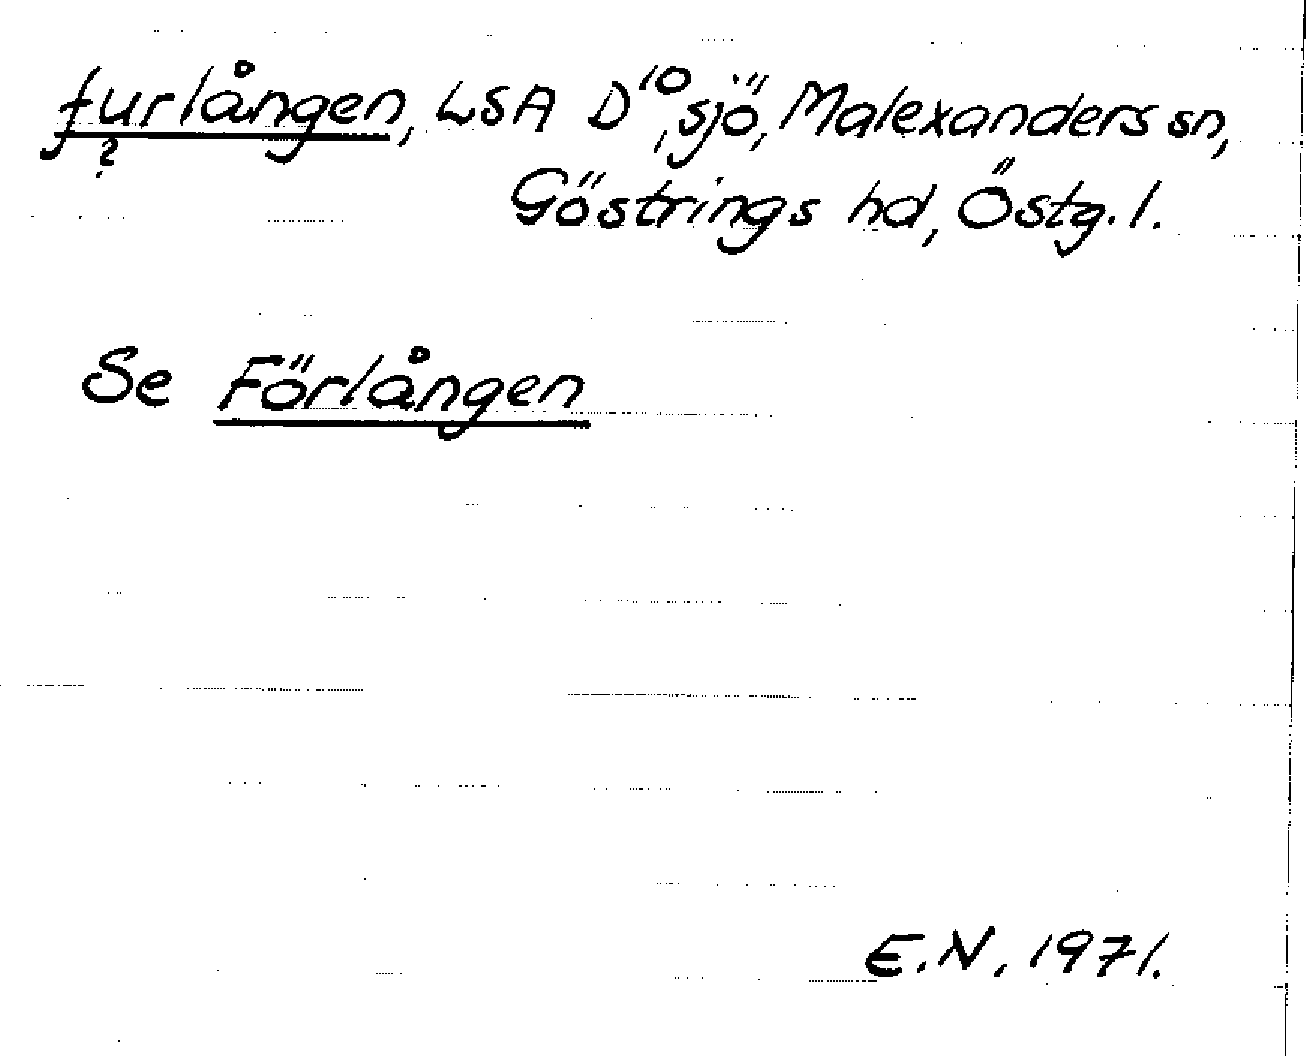 furlången, LSA D10, sjö, Malexanders sn,
?
Göstrings hd, Östg. l.
Se Förlången
E.N. 1971.